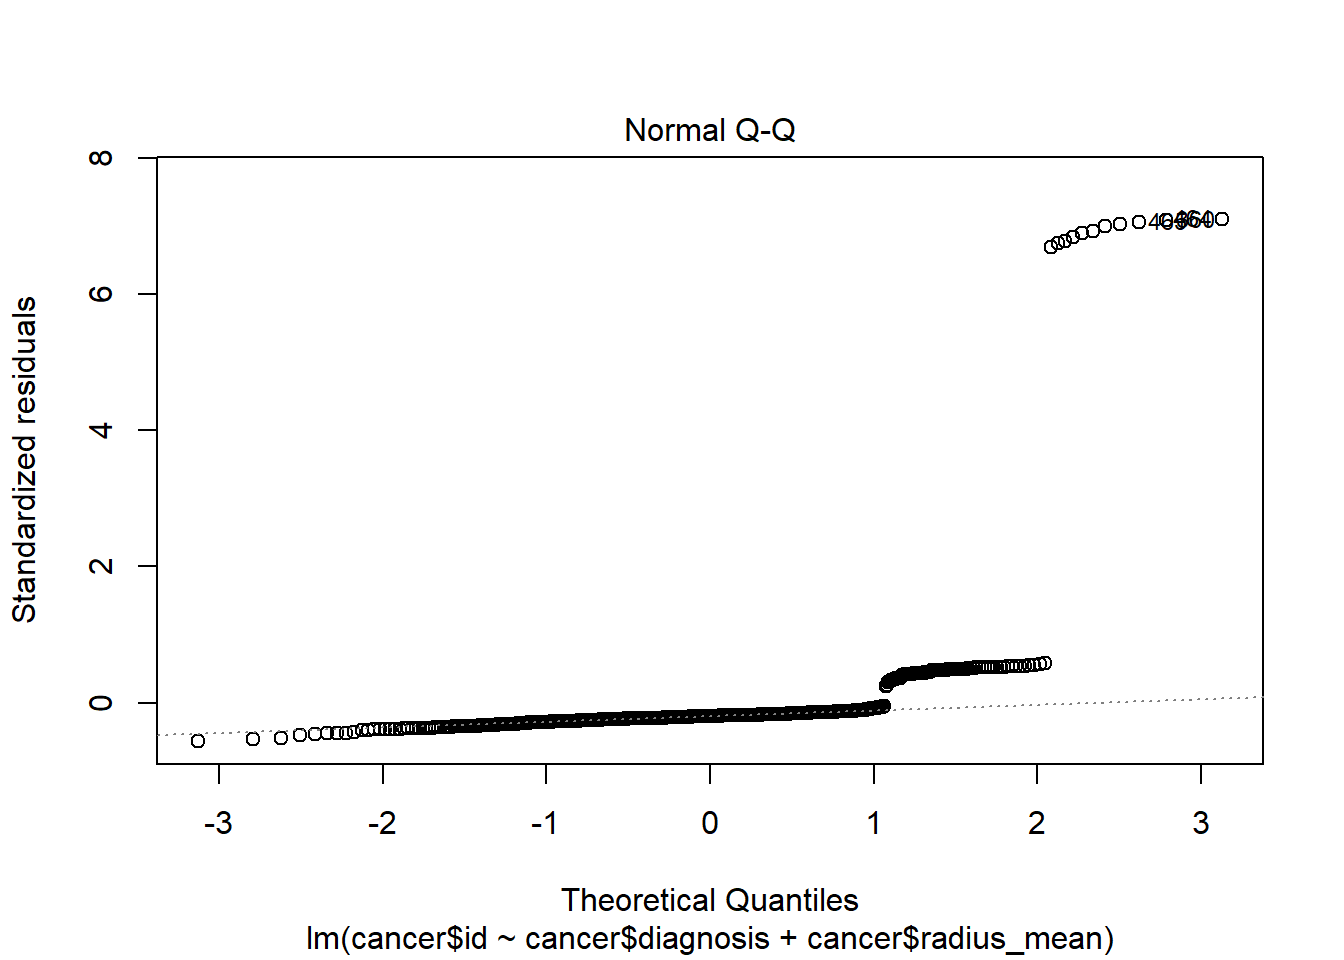 Normal Q-Q
Standardized residuals
8
6
4
2
0
-3 -2 -1 0 1 2 3
Theoretical Quantiles
lm(cancer$id ~ cancer$diagnosis + cancer$radius_mean)